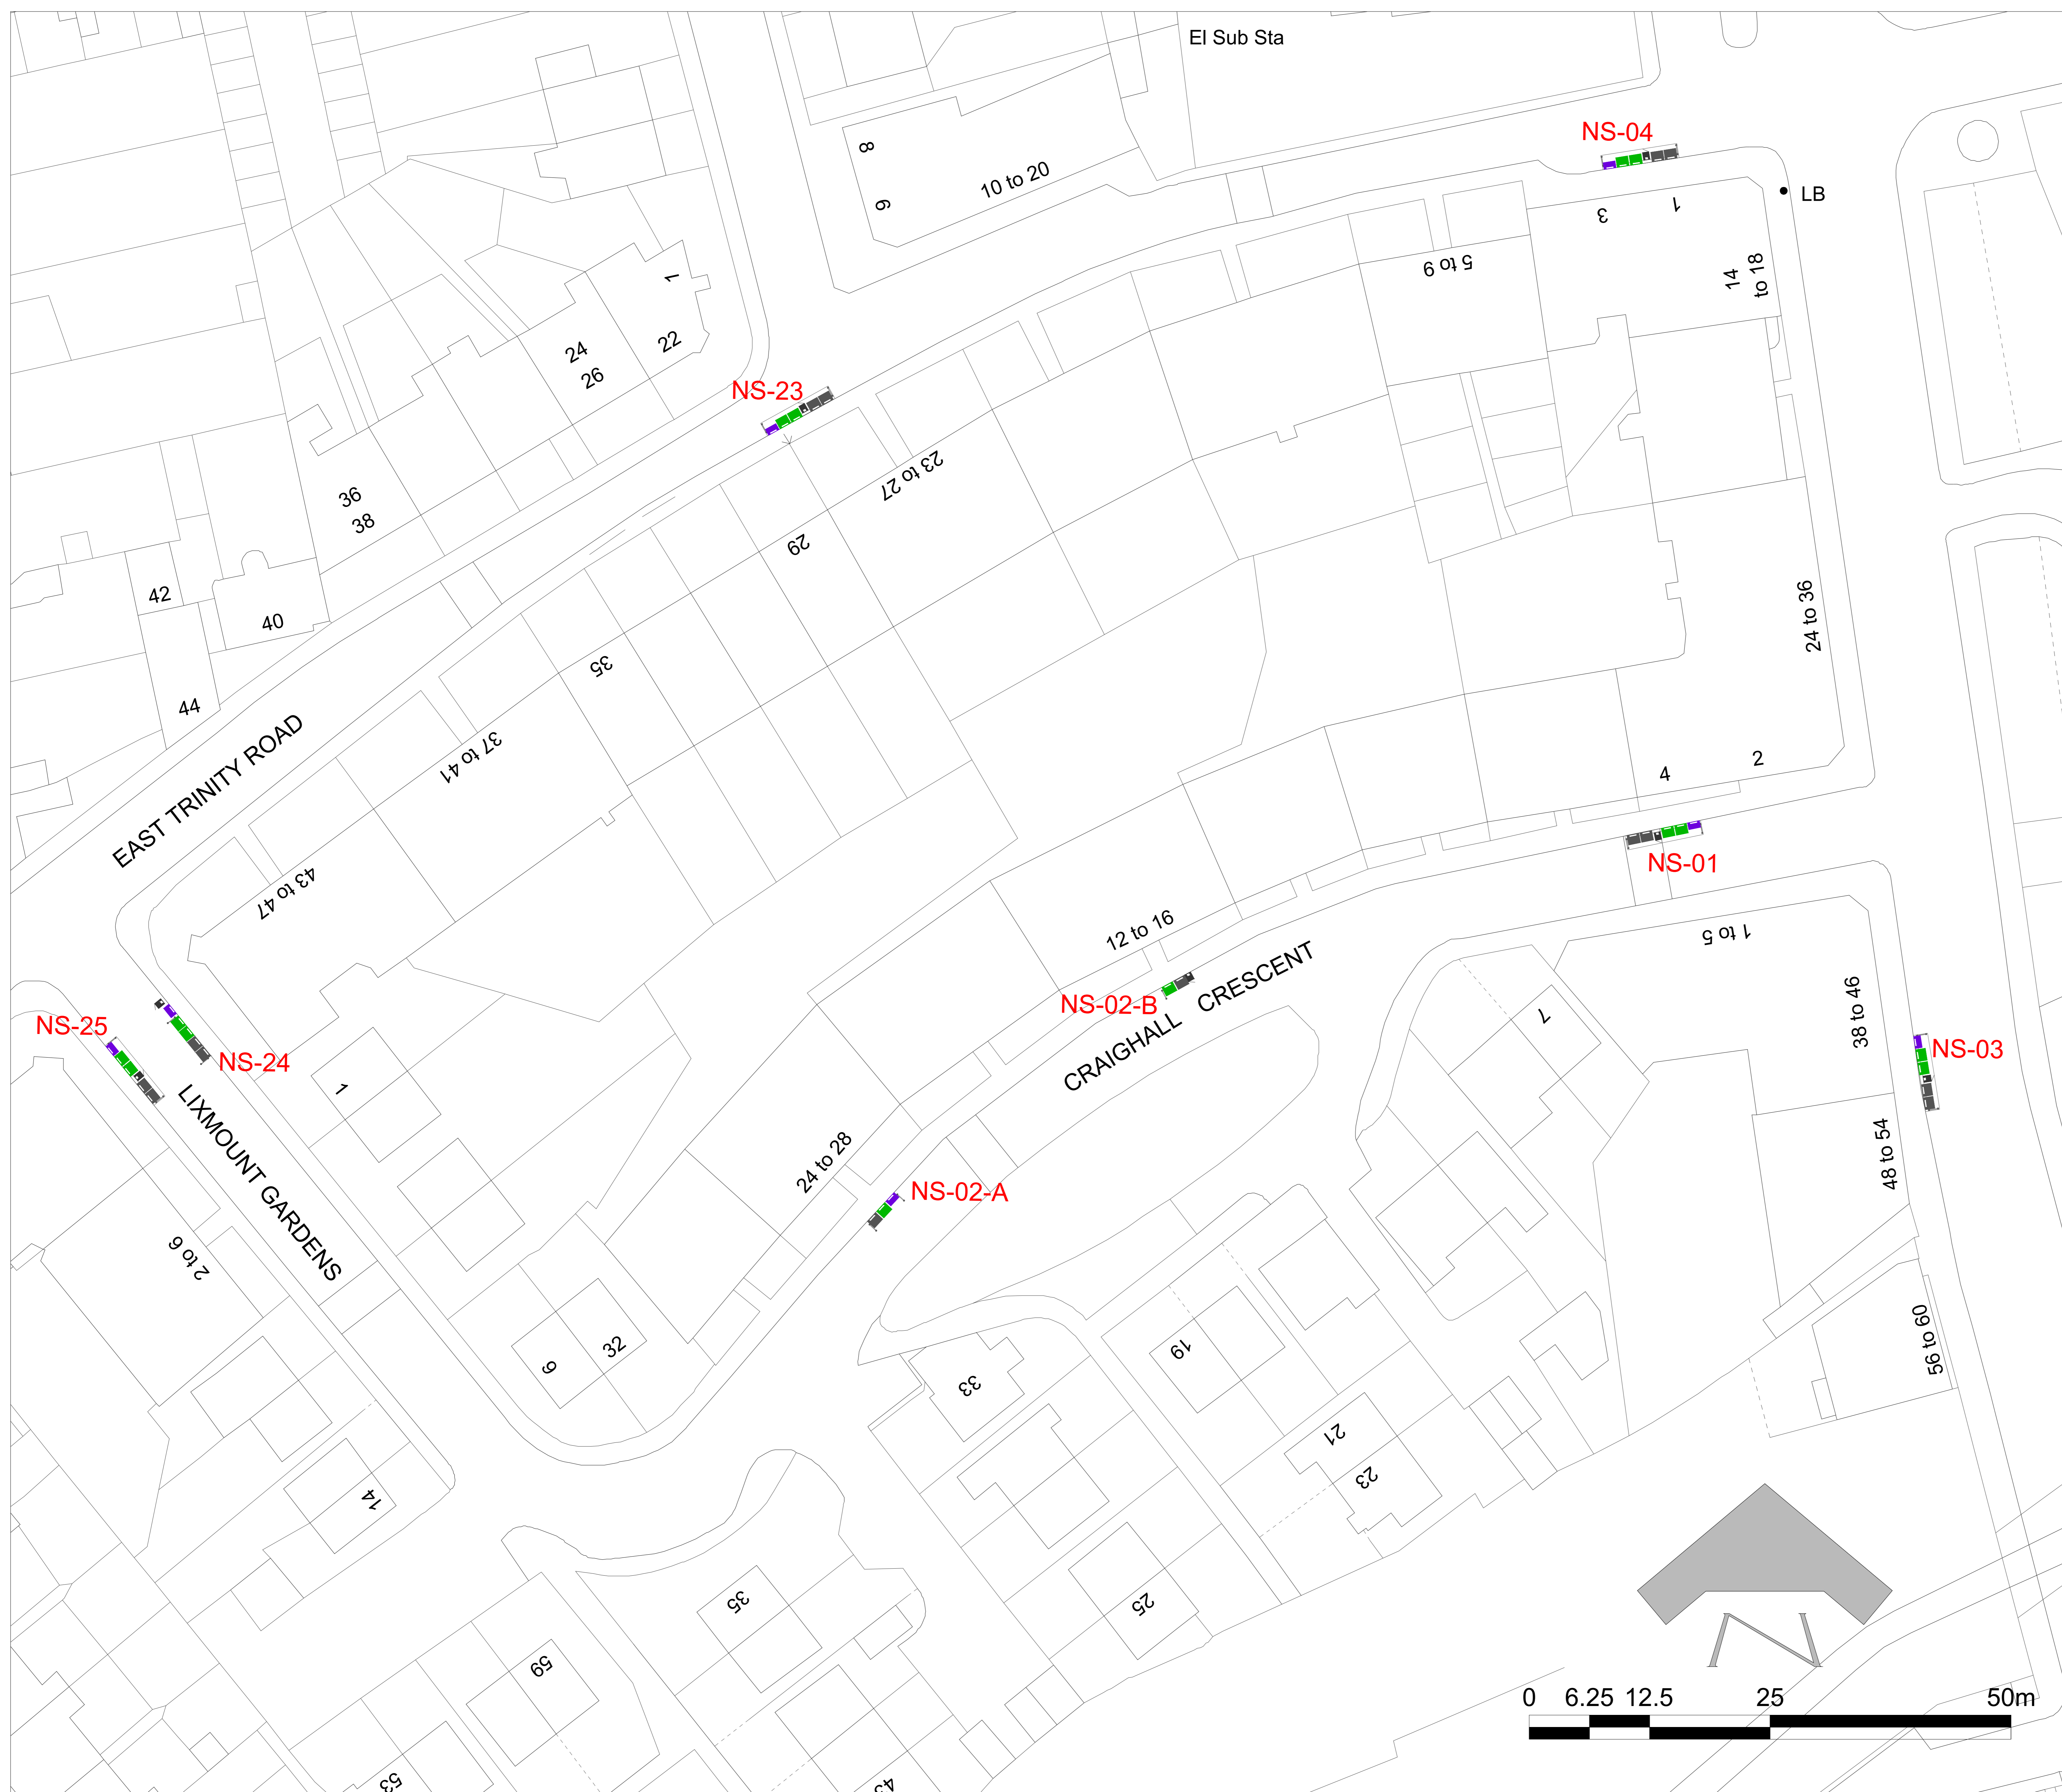 El Sub Sta
NS-04
8
10 to 20
LB
6
3
1
5 to 9
14
to 18
1
22
24
26
NS-23
23 to 27
29
36
38
42
40
24 to 36
35
44
37 to 41
EAST TRINITY ROAD
2
4
43 to 47
NS-01
12 to 16
1 to 5
NS-02-B
CRAIGHALL CRESCENT
7
38 to 46
NS-25
NS-24
NS-03
1
LIXMOUNT GARDENS
24 to 28
NS-02-A
48 to 54
2 to 6
9
32
33
19
56 to 60
21
23
14
35
25
59
N
0 6.25 12.5 25 50m
53